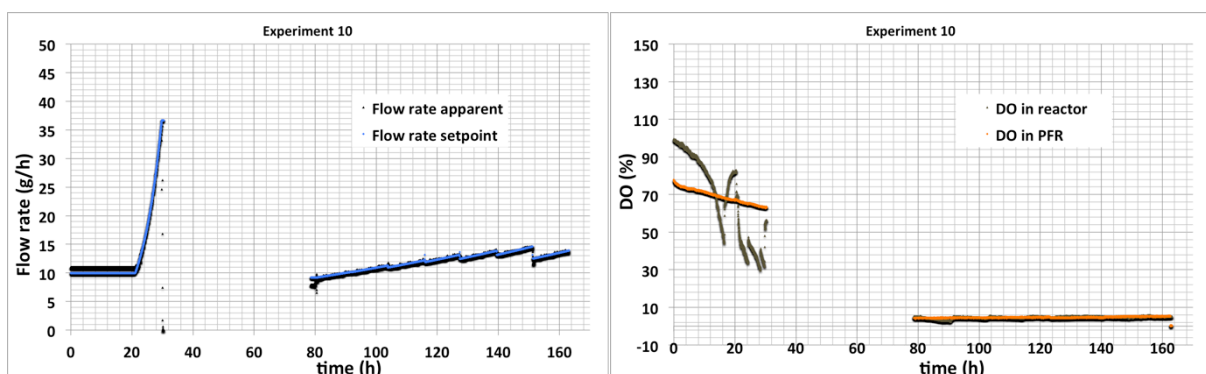 Experiment 10
50
45
40
35
30
25
20
15
10
5
0
Flow rate (g/h)
Flow rate apparent
Flow rate setpoint
0 20 40 60 80 100 120 140 160
time (h)
Experiment 10
150
130
110
90
70
50
30
10
-10
DO (%)
DO in reactor
DO in PFR
0 20 40 60 80 100 120 140 160
time (h)